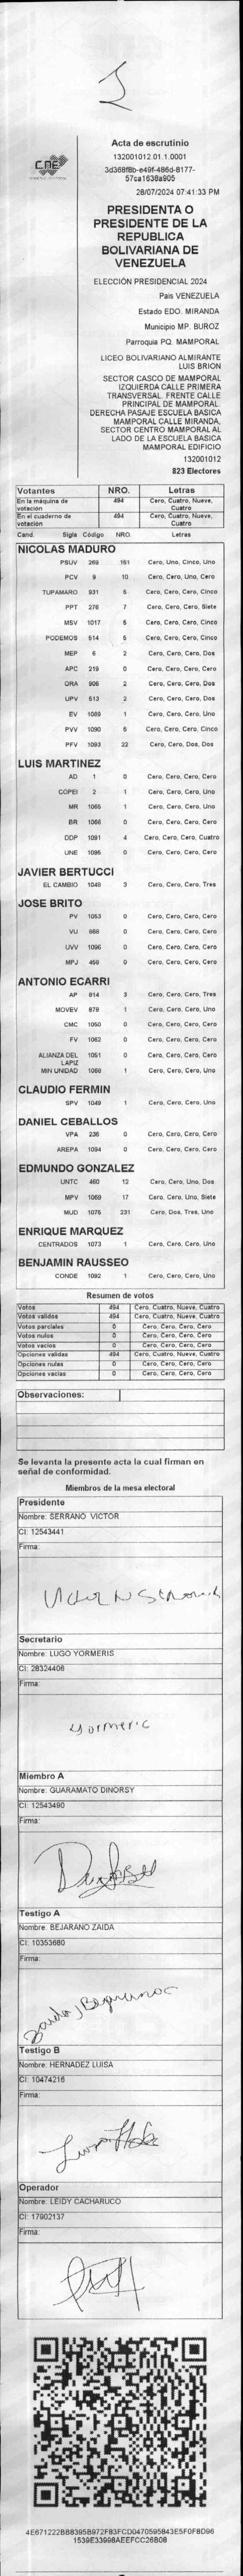 CNE
Acta de escrutinio
132001012.01.1.0001
3d368f8b-e49f-486d-8177-
57ca1638a905
28/07/2024 07:41:33 PM
PRESIDENTA O
PRESIDENTE DE LA
REPUBLICA
BOLIVARIANA DE
VENEZUELA
ELECCIÓN PRESIDENCIAL 2024
Pais VENEZUELA
Estado EDO. MIRANDA
Municipio MP. BUROZ
Parroquia PQ. MAMPORAL
LICEO BOLIVARIANO ALMIRANTE
LUIS BRION
SECTOR CASCO DE MAMPORAL
IZQUIERDA CALLE PRIMERA
TRANSVERSAL. FRENTE CALLE
PRINCIPAL DE MAMPORAL.
DERECHA PASAJE ESCUELA BASICA
MAMPORAL CALLE MIRANDA,
SECTOR CENTRO MAMPORAL AL
LADO DE LA ESCUELA BASICA
MAMPORAL EDIFICIO
132001012
823 Electores
Votantes NRO. Letras
En la máquina de votación 494 Cero, Cuatro, Nueve, Cuatro
En el cuaderno de votación 494 Cero, Cuatro, Nueve, Cuatro
Cand. Sigla Código NRO. Letras
NICOLAS MADURO
PSUV 269 151 Cero, Uno, Cinco, Uno
PCV 9 10 Cero, Cero, Uno, Cero
TUPAMARO 931 5 Cero, Cero, Cero, Cinco
PPT 276 7 Cero, Cero, Cero, Siete
MSV 1017 5 Cero, Cero, Cero, Cinco
PODEMOS 514 5 Cero, Cero, Cero, Cinco
MEP 6 2 Cero, Cero, Cero, Dos
APC 219 0 Cero, Cero, Cero, Cero
ORA 906 2 Cero, Cero, Cero, Dos
UPV 513 2 Cero, Cero, Cero, Dos
EV 1089 1 Cero, Cero, Cero, Uno
PVV 1090 5 Cero, Cero, Cero, Cinco
PFV 1093 22 Cero, Cero, Dos, Dos
LUIS MARTINEZ
AD 1 0 Cero, Cero, Cero, Cero
COPEI 2 1 Cero, Cero, Cero, Uno
MR 1065 1 Cero, Cero, Cero, Uno
BR 1066 0 Cero, Cero, Cero, Cero
DDP 1091 4 Cero, Cero, Cero, Cuatro
UNE 1095 0 Cero, Cero, Cero, Cero
JAVIER BERTUCCI
EL CAMBIO 1048 3 Cero, Cero, Cero, Tres
JOSE BRITO
PV 1053 0 Cero, Cero, Cero, Cero
VU 868 0 Cero, Cero, Cero, Cero
UVV 1096 0 Cero, Cero, Cero, Cero
MPJ 458 0 Cero, Cero, Cero, Cero
ANTONIO ECARRI
AP 814 3 Cero, Cero, Cero, Tres
MOVEV 879 1 Cero, Cero, Cero, Uno
CMC 1050 0 Cero, Cero, Cero, Cero
FV 1062 0 Cero, Cero, Cero, Cero
ALIANZA DEL LAPIZ 1051 0 Cero, Cero, Cero, Cero
MIN UNIDAD 1088 1 Cero, Cero, Cero, Uno
CLAUDIO FERMIN
SPV 1049 1 Cero, Cero, Cero, Uno
DANIEL CEBALLOS
VPA 236 0 Cero, Cero, Cero, Cero
AREPA 1094 0 Cero, Cero, Cero, Cero
EDMUNDO GONZALEZ
UNTC 460 12 Cero, Cero, Uno, Dos
MPV 1069 17 Cero, Cero, Uno, Siete
MUD 1075 231 Cero, Dos, Tres, Uno
ENRIQUE MARQUEZ
CENTRADOS 1073 1 Cero, Cero, Cero, Uno
BENJAMIN RAUSSEO
CONDE 1092 1 Cero, Cero, Cero, Uno
Resumen de votos
Votos 494 Cero, Cuatro, Nueve, Cuatro
Votos validos 494 Cero, Cuatro, Nueve, Cuatro
Votos parciales 0 Cero, Cero, Cero, Cero
Votos nulos 0 Cero, Cero, Cero, Cero
Votos vacios 0 Cero, Cero, Cero, Cero
Opciones validas 494 Cero, Cuatro, Nueve, Cuatro
Opciones nulas 0 Cero, Cero, Cero, Cero
Opciones vacias 0 Cero, Cero, Cero, Cero
Observaciones:
Se levanta la presente acta la cual firman en
señal de conformidad.
Miembros de la mesa electoral
Presidente
Nombre: SERRANO VICTOR
CI: 12543441
Firma:
Secretario
Nombre: LUGO YORMERIS
CI: 28324406
Firma:
Yormeric
Miembro A
Nombre: GUARAMATO DINORSY
CI: 12543490
Firma:
Testigo A
Nombre: BEJARANO ZAIDA
CI: 10353680
Firma:
Testigo B
Nombre: HERNADEZ LUISA
CI: 10474216
Firma:
Operador
Nombre: LEIDY CACHARUCO
CI: 17902137
Firma:
4E671222BB8395B972F83FCD0470595843E5F0F8D96
1539E33998AEEFCC26B08